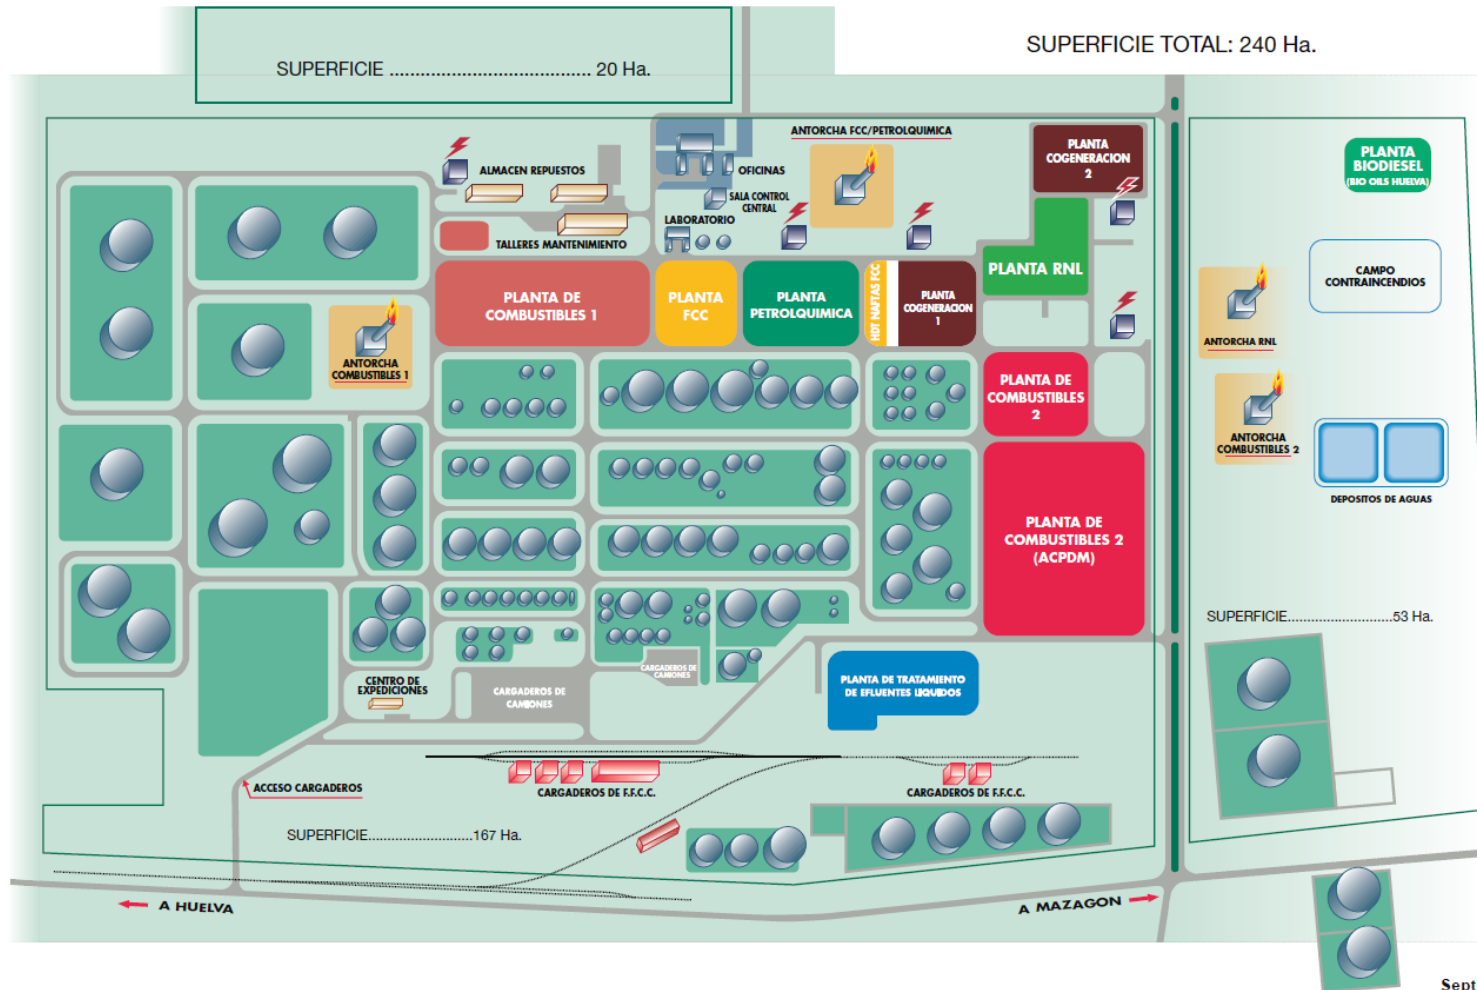 SUPERFICIE TOTAL: 240 Ha.
SUPERFICIE ....................................... 20 Ha.
ANTORCHA FCC/PETROLQUIMICA
PLANTA
COGENERACION
2
PLANTA
BIODIESEL
(BIO OILS HUELVA)
ALMACEN REPUESTOS
OFICINAS
SALA CONTROL
CENTRAL
LABORATORIO
TALLERES MANTENIMIENTO
PLANTA RNL
CAMPO
CONTRAINCENDIOS
PLANTA DE
COMBUSTIBLES 1
PLANTA
FCC
PLANTA
PETROLQUIMICA
HDT NAFTAS FCC
PLANTA
COGENERACION
1
ANTORCHA RNL
ANTORCHA
COMBUSTIBLES 1
PLANTA DE
COMBUSTIBLES
2
ANTORCHA
COMBUSTIBLES 2
DEPOSITOS DE AGUAS
PLANTA DE
COMBUSTIBLES 2
(ACPDM)
SUPERFICIE............................53 Ha.
CARGADEROS DE
CAMIONES
CENTRO DE
EXPEDICIONES
CARGADEROS DE
CAMIONES
PLANTA DE TRATAMIENTO
DE EFLUENTES LIQUIDOS
ACCESO CARGADEROS
CARGADEROS DE F.F.C.C.
CARGADEROS DE F.F.C.C.
SUPERFICIE.........................167 Ha.
A HUELVA
A MAZAGON
Sept